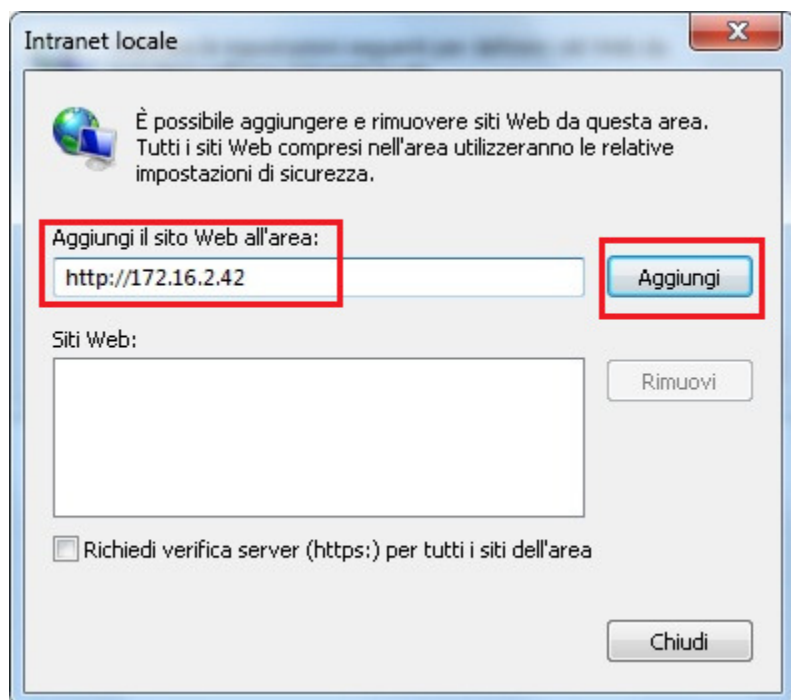 Intranet locale
È possibile aggiungere e rimuovere siti Web da questa area.
Tutti i siti Web compresi nell'area utilizzeranno le relative
impostazioni di sicurezza.
Aggiungi il sito Web all'area:
http://172.16.2.42
Aggiungi
Siti Web:
Rimuovi
Richiedi verifica server (https:) per tutti i siti dell'area
Chiudi